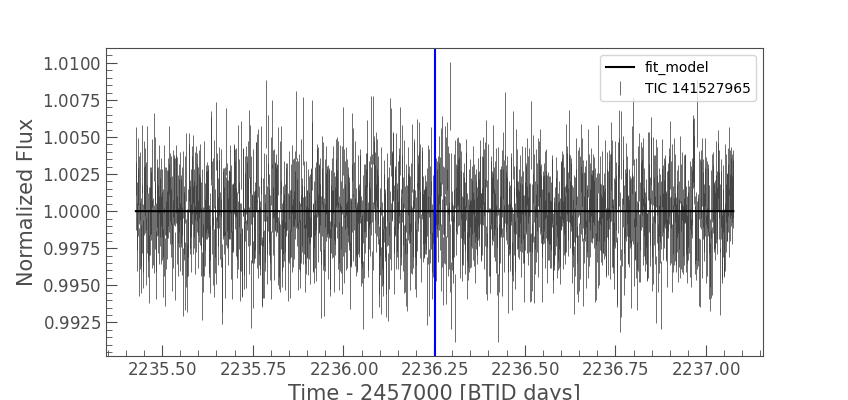 1.0100
1.0075
1.0050
1.0025
1.0000
0.9975
0.9950
0.9925
Normalized Flux
fit_model
TIC 141527965
2235.50 2235.75 2236.00 2236.25 2236.50 2236.75 2237.00
Time - 2457000 [BTJD days]